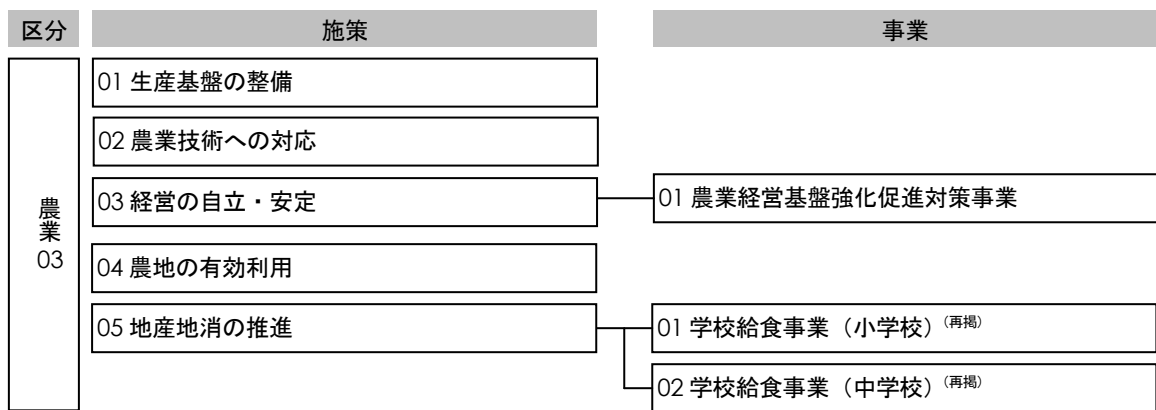 区分
施策
事業
農業
03
01 生産基盤の整備
02 農業技術への対応
03 経営の自立・安定
01 農業経営基盤強化促進対策事業
04 農地の有効利用
05 地産地消の推進
01 学校給食事業（小学校）（再掲）
02 学校給食事業（中学校）（再掲）